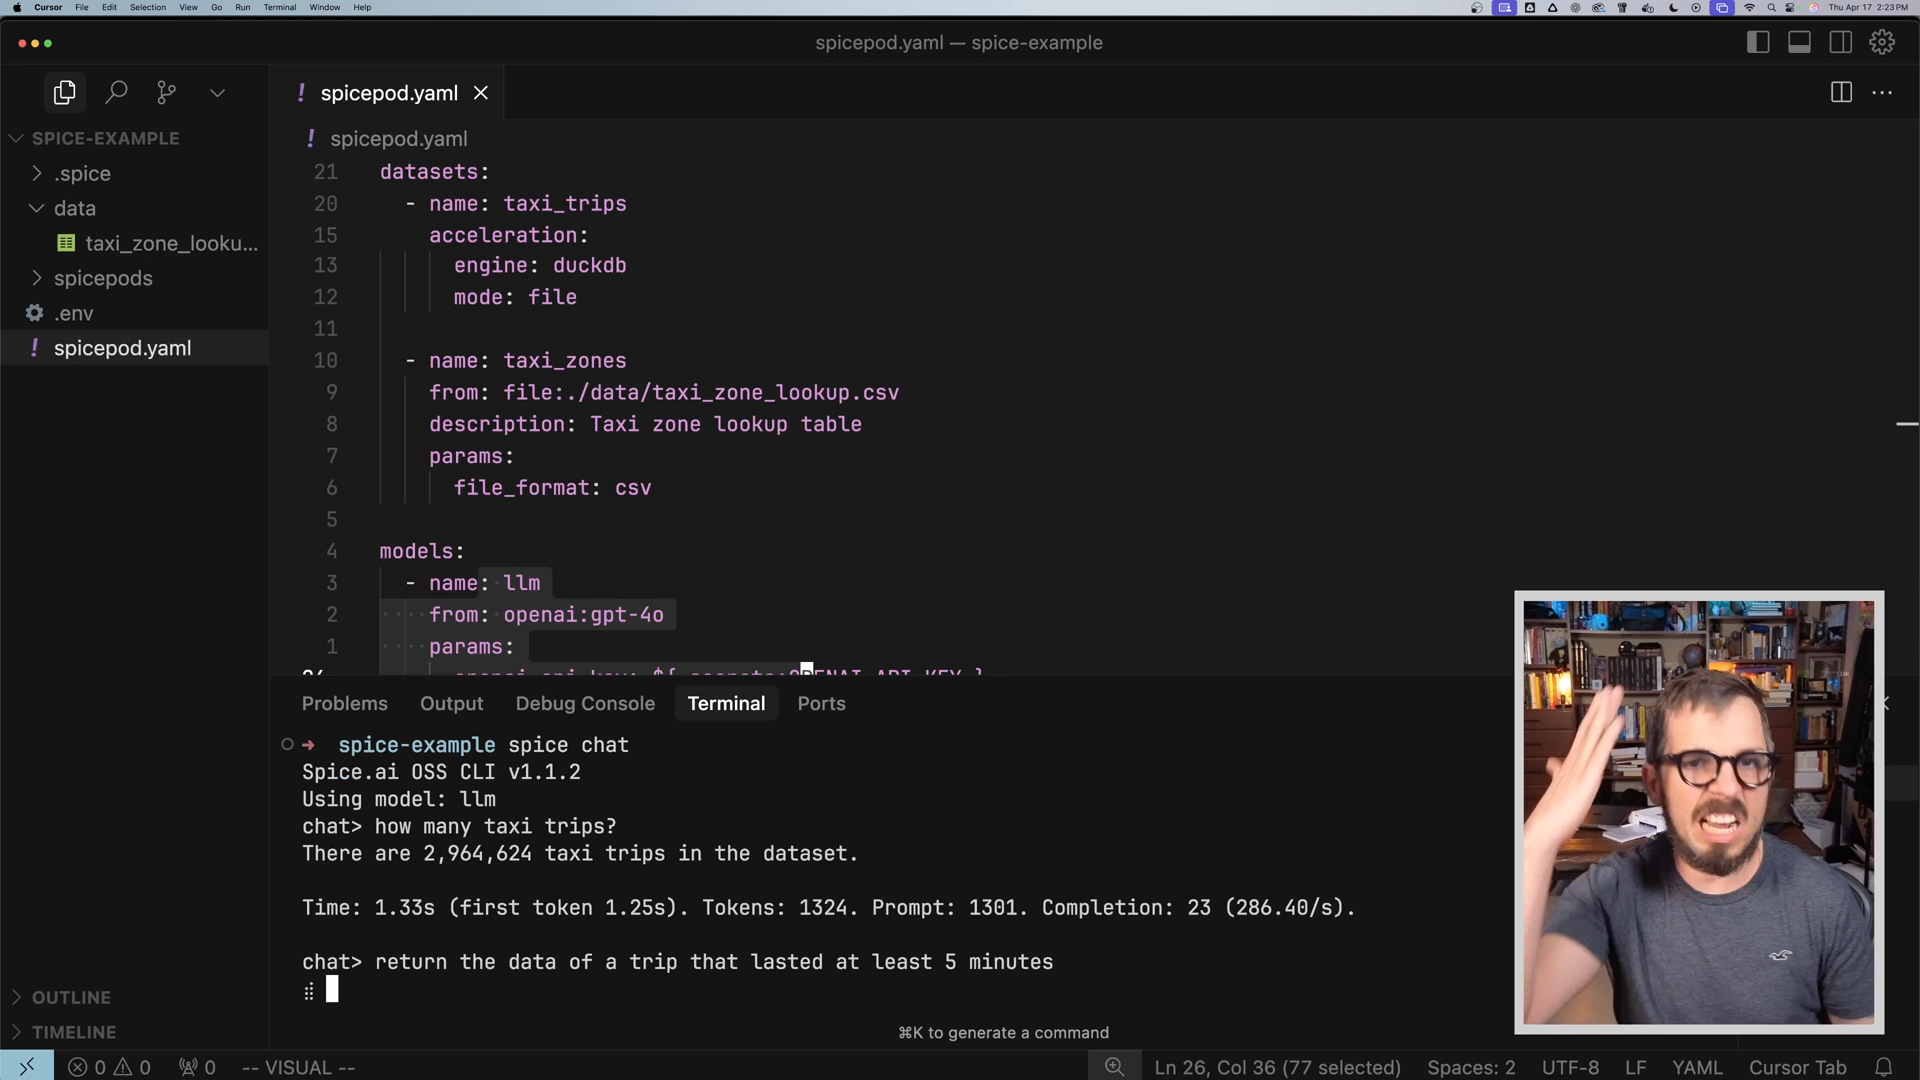 Cursor File Edit Selection View Go Run Terminal Window Help
Thu Apr 17 2:23 PM
spicepod.yaml — spice-example
spicepod.yaml
SPICE-EXAMPLE
.spice
data
taxi_zone_looku...
spicepods
.env
spicepod.yaml
spicepod.yaml
21 datasets:
20 - name: taxi_trips
15 acceleration:
13 engine: duckdb
12 mode: file
11
10 - name: taxi_zones
9 from: file:./data/taxi_zone_lookup.csv
8 description: Taxi zone lookup table
7 params:
6 file_format: csv
5
4 models:
3 - name: llm
2 from: openai:gpt-4o
1 params:
26 openai_api_key: ${ secrets:OPENAI_API_KEY }
Problems Output Debug Console Terminal Ports
spice-example spice chat
Spice.ai OSS CLI v1.1.2
Using model: llm
chat> how many taxi trips?
There are 2,964,624 taxi trips in the dataset.
Time: 1.33s (first token 1.25s). Tokens: 1324. Prompt: 1301. Completion: 23 (286.40/s).
chat> return the data of a trip that lasted at least 5 minutes
⌘K to generate a command
OUTLINE
TIMELINE
0 0 0 -- VISUAL -- Ln 26, Col 36 (77 selected) Spaces: 2 UTF-8 LF YAML Cursor Tab